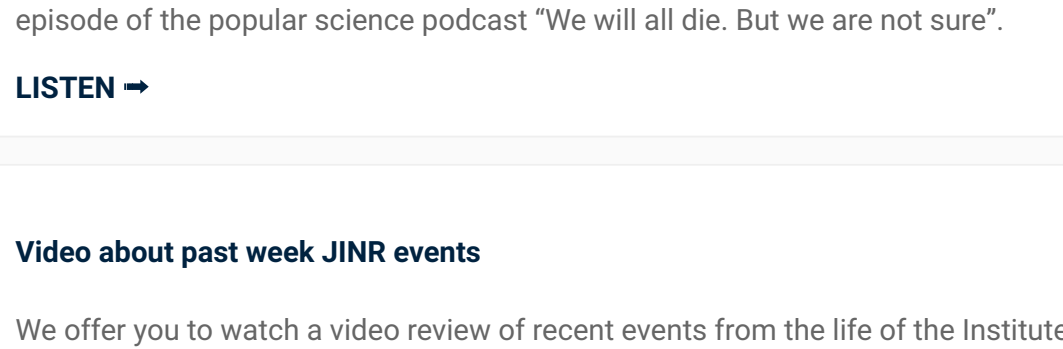 episode of the popular science podcast “We will all die. But we are not sure”.
LISTEN ➟
Video about past week JINR events
We offer you to watch a video review of recent events from the life of the Institute